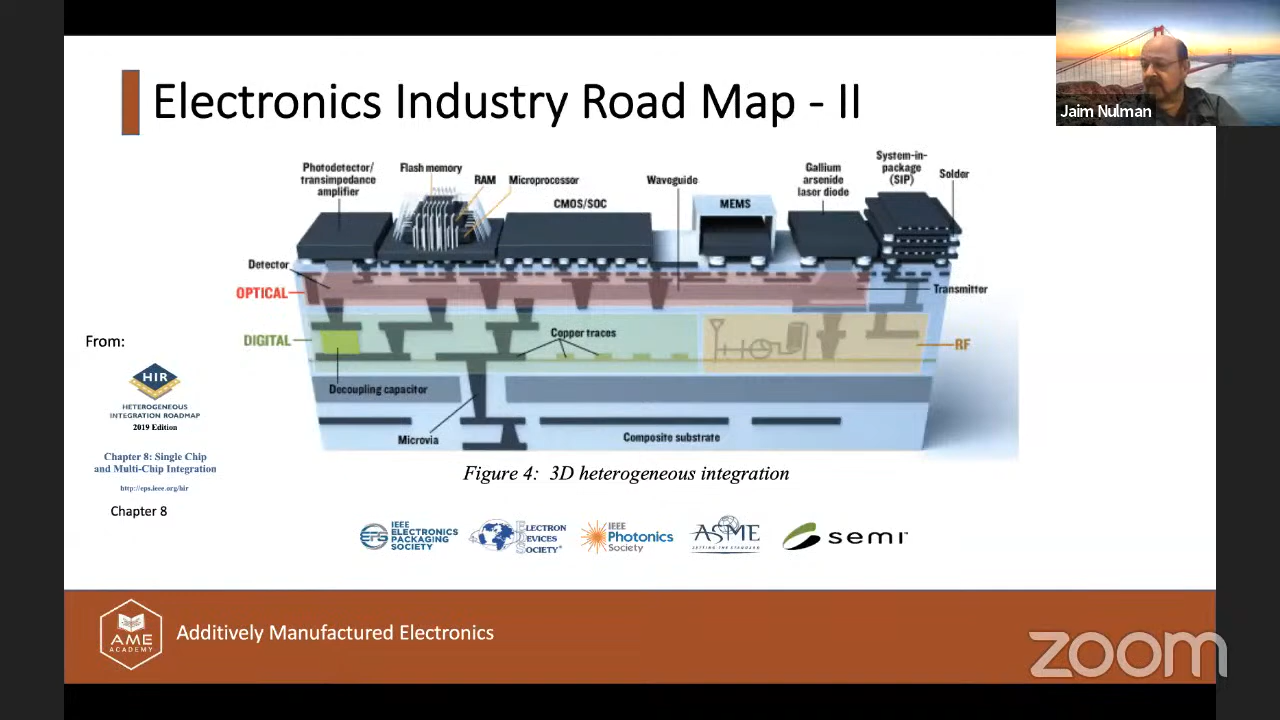 Jaim Nulman
Electronics Industry Road Map - II
Photodetector/
transimpedance
amplifier
Flash memory
RAM
Microprocessor
CMOS/SOC
Waveguide
MEMS
Gallium
arsenide
laser diode
System-in-
package
(SIP)
Solder
Detector
OPTICAL
Transmitter
DIGITAL
Copper traces
RF
Decoupling capacitor
Microvia
Composite substrate
Figure 4: 3D heterogeneous integration
From:
HIR
HETEROGENEOUS
INTEGRATION ROADMAP
2019 Edition
Chapter 8: Single Chip
and Multi-Chip Integration
http://eps.ieee.org/hir
Chapter 8
EPS
IEEE
ELECTRONICS
PACKAGING
SOCIETY
LECTRON
EVICES
OCIETY®
IEEE
Photonics
Society
ASME
SETTING THE STANDARD
semi
AME
ACADEMY
Additively Manufactured Electronics
zoom